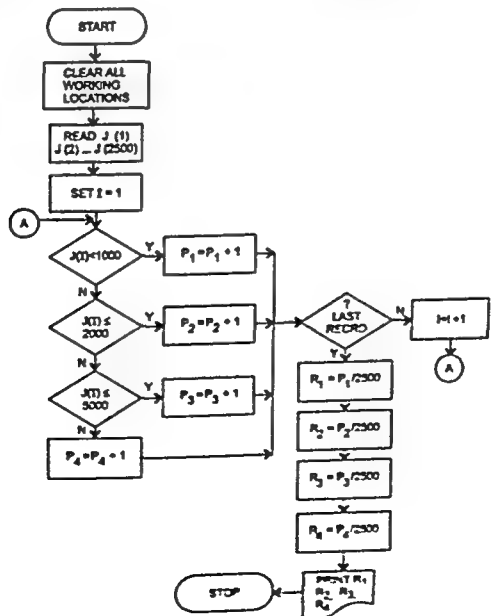 START
CLEAR ALL
WORKING
LOCATIONS
READ J (1)
J (2) ... J (2500)
SET I = 1
A
J(I)<1000
Y
P1=P1 + 1
N
J(I) ≤
2000
Y
P2=P2 + 1
N
J(I) ≤
5000
Y
P3=P3 + 1
N
P4=P4 + 1
?
LAST
RECRD
N
I=I + 1
A
Y
R1 = P1/2500
R2 = P2/2500
R3 = P3/2500
R4 = P4/2500
PRINT R1
R2, R3
R4
STOP